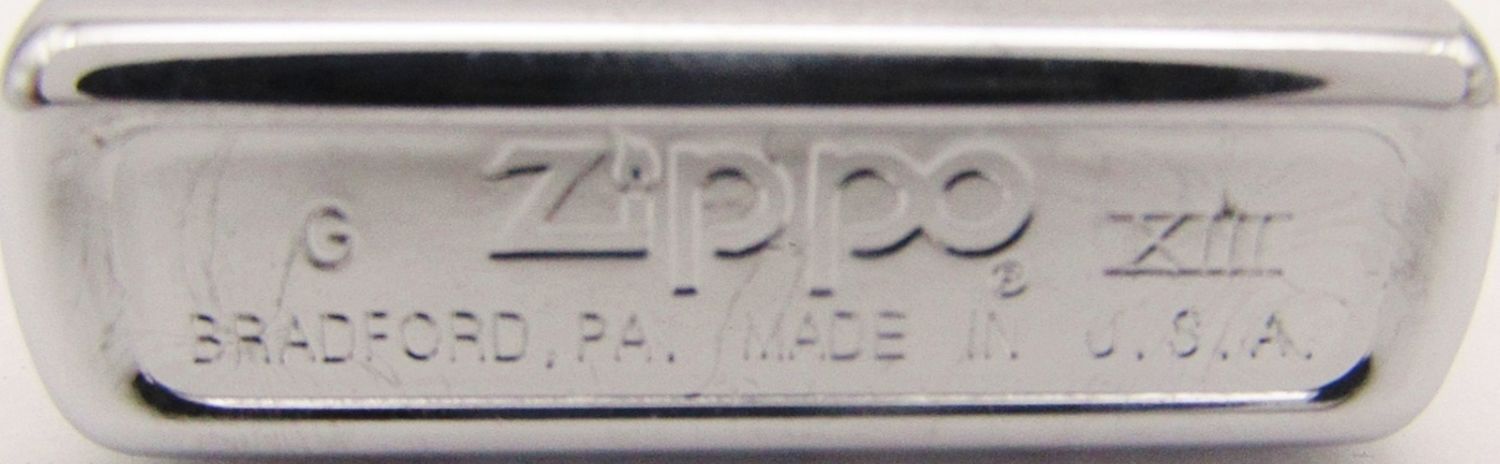 G Zippo® XIII
BRADFORD, PA. MADE IN U.S.A.